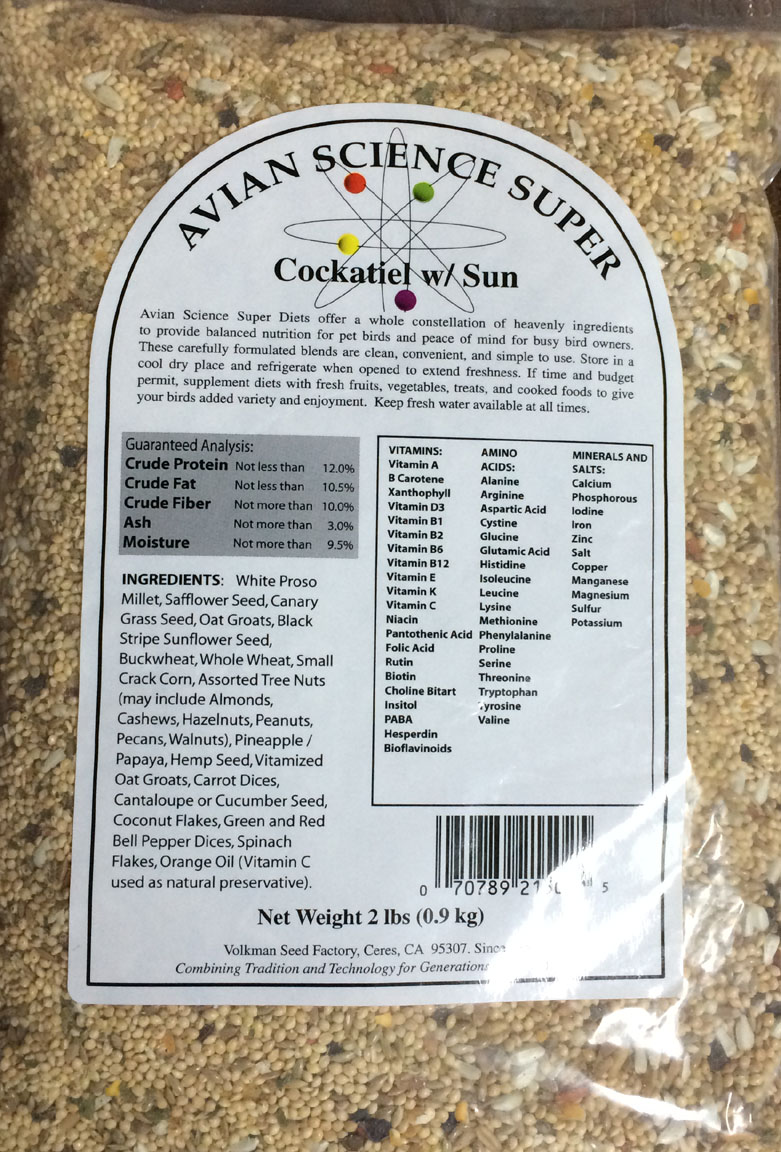 AVIAN SCIENCE SUPER
Cockatiel w/ Sun
Avian Science Super Diets offer a whole constellation of heavenly ingredients
to provide balanced nutrition for pet birds and peace of mind for busy bird owners.
These carefully formulated blends are clean, convenient, and simple to use. Store in a
cool dry place and refrigerate when opened to extend freshness. If time and budget
permit, supplement diets with fresh fruits, vegetables, treats, and cooked foods to give
your birds added variety and enjoyment. Keep fresh water available at all times.
Guaranteed Analysis:
Crude Protein Not less than 12.0%
Crude Fat Not less than 10.5%
Crude Fiber Not more than 10.0%
Ash Not more than 3.0%
Moisture Not more than 9.5%
INGREDIENTS: White Proso
Millet, Safflower Seed, Canary
Grass Seed, Oat Groats, Black
Stripe Sunflower Seed,
Buckwheat, Whole Wheat, Small
Crack Corn, Assorted Tree Nuts
(may include Almonds,
Cashews, Hazelnuts, Peanuts,
Pecans, Walnuts), Pineapple /
Papaya, Hemp Seed, Vitamized
Oat Groats, Carrot Dices,
Cantaloupe or Cucumber Seed,
Coconut Flakes, Green and Red
Bell Pepper Dices, Spinach
Flakes, Orange Oil (Vitamin C
used as natural preservative).
VITAMINS:
Vitamin A
B Carotene
Xanthophyll
Vitamin D3
Vitamin B1
Vitamin B2
Vitamin B6
Vitamin B12
Vitamin E
Vitamin K
Vitamin C
Niacin
Pantothenic Acid
Folic Acid
Rutin
Biotin
Choline Bitart
Insitol
PABA
Hesperdin
Bioflavinoids
AMINO
ACIDS:
Alanine
Arginine
Aspartic Acid
Cystine
Glucine
Glutamic Acid
Histidine
Isoleucine
Leucine
Lysine
Methionine
Phenylalanine
Proline
Serine
Threonine
Tryptophan
Tyrosine
Valine
MINERALS AND
SALTS:
Calcium
Phosphorous
Iodine
Iron
Zinc
Salt
Copper
Manganese
Magnesium
Sulfur
Potassium
0 70789 5
Net Weight 2 lbs (0.9 kg)
Volkman Seed Factory, Ceres, CA 95307.
Combining Tradition and Technology for Generations